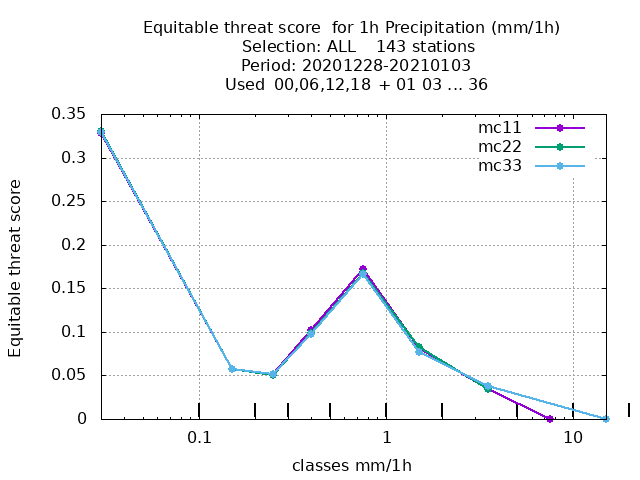 Equitable threat score  for 1h Precipitation (mm/1h)
Selection: ALL    143 stations
Period: 20201228-20210103
Used  00,06,12,18  + 01 03 ... 36
mc11
mc22
mc33
0.35
0.3
0.25
0.2
0.15
0.1
0.05
0
Equitable threat score
0.1
1
10
classes mm/1h